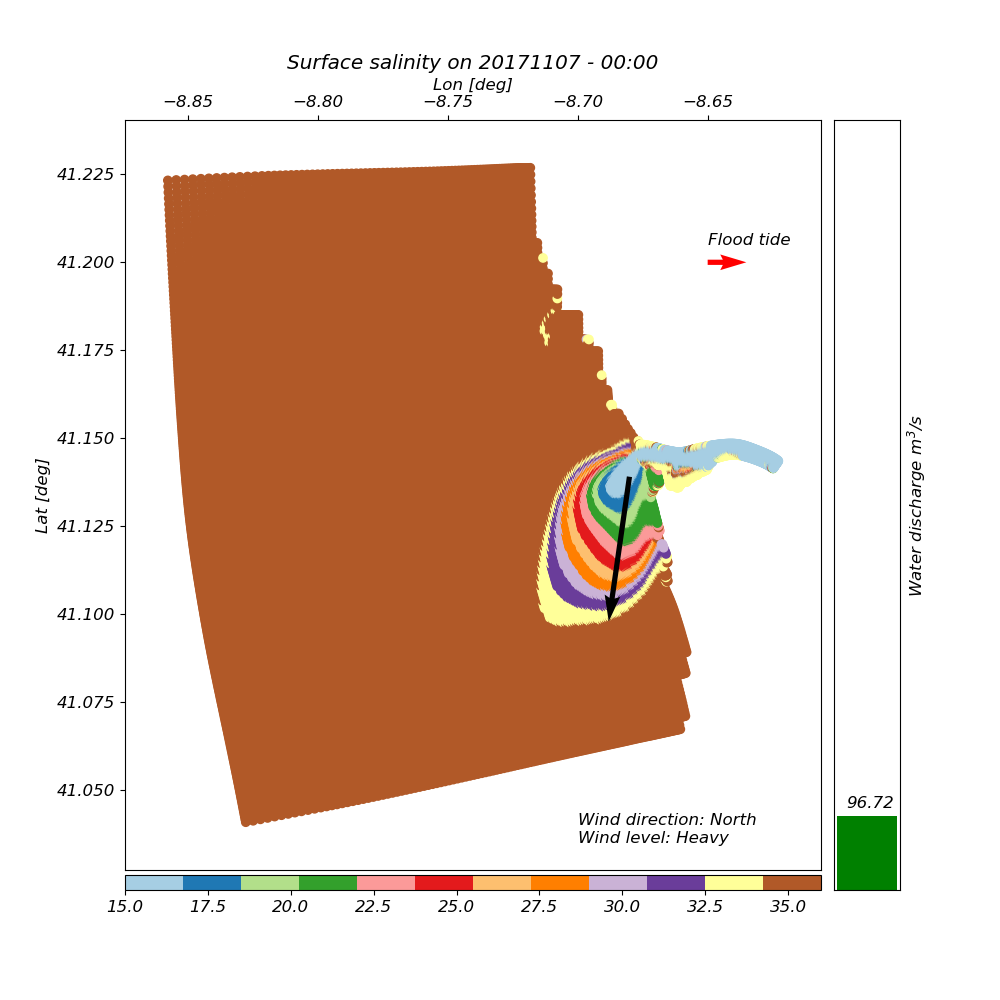 Surface salinity on 20171107 - 00:00
Lon [deg]
−8.85 −8.80 −8.75 −8.70 −8.65
41.225
41.200
41.175
41.150
41.125
41.100
41.075
41.050
Lat [deg]
Flood tide
Wind direction: North
Wind level: Heavy
15.0 17.5 20.0 22.5 25.0 27.5 30.0 32.5 35.0
96.72
Water discharge m³/s